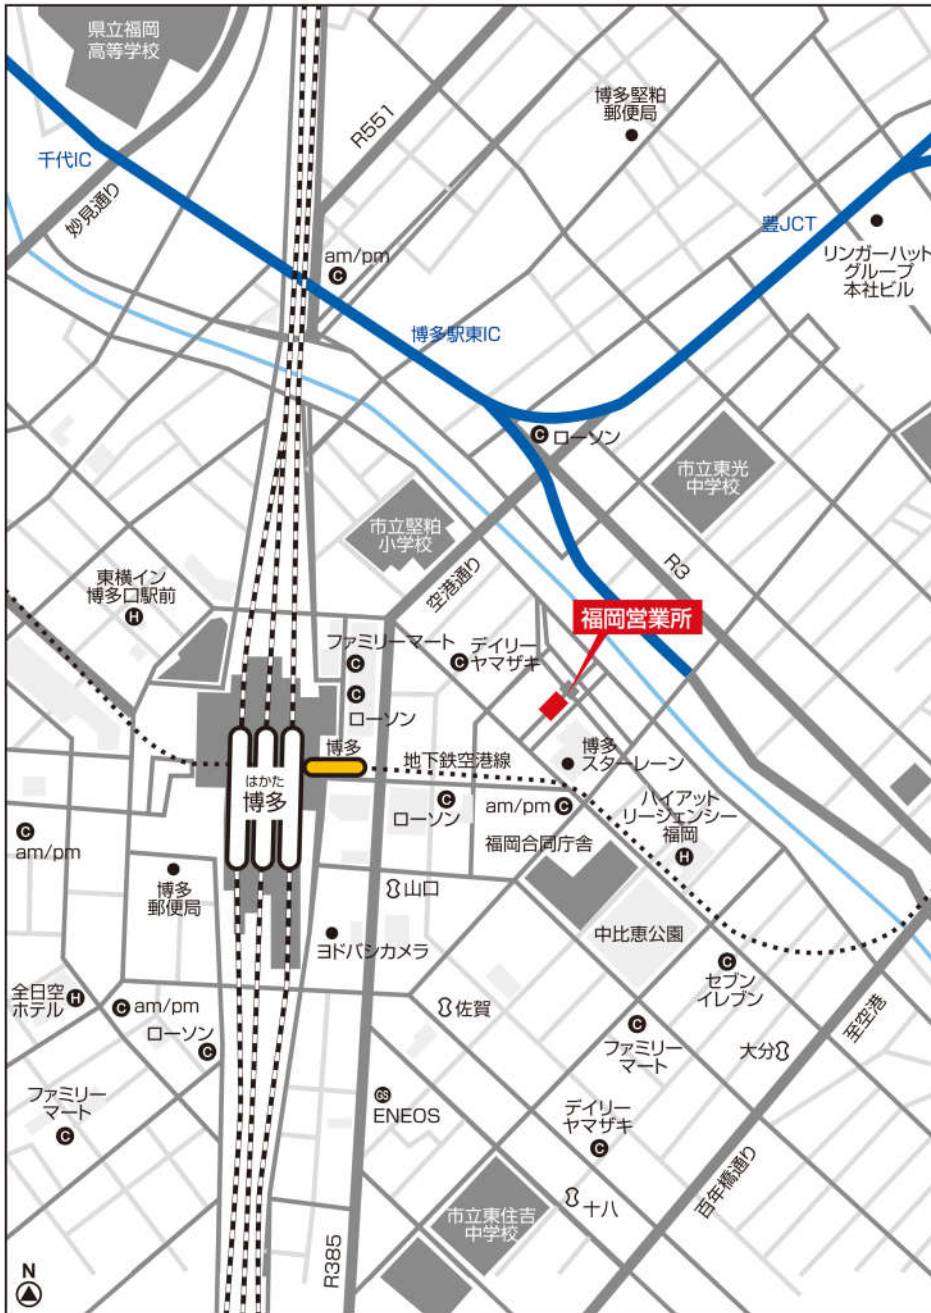 県立福岡
高等学校
R551
博多堅粕
郵便局
千代IC
妙見通り
am/pm
C
豊JCT
リンガーハット
グループ
本社ビル
博多駅東IC
C ローソン
市立東光
中学校
市立堅粕
小学校
空港通り
R3
東横イン
博多口駅前
H
福岡営業所
ファミリーマート
C
デイリー
C ヤマザキ
C
ローソン
博多
地下鉄空港線
博多
スターレーン
はかた
博多
C
ローソン
am/pm C
ハイアット
リージェンシー
福岡
H
福岡合同庁舎
C
am/pm
博多
郵便局
山口
ヨドバシカメラ
中比恵公園
C
セブン
イレブン
全日空
ホテル H
C am/pm
ローソン
C
佐賀
C
ファミリー
マート
大分
至空港
ファミリー
マート
C
GS
ENEOS
デイリー
ヤマザキ
C
百年橋通り
十八
市立東住吉
中学校
R385
N